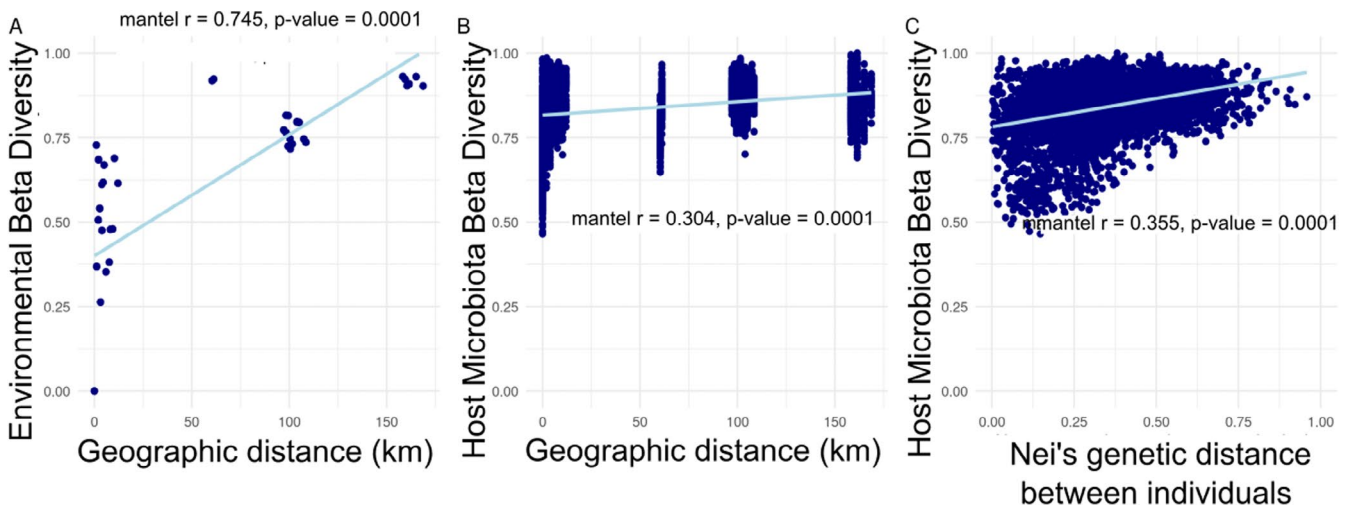 A
mantel r = 0.745, p-value = 0.0001
Environmental Beta Diversity
1.00
0.75
0.50
0.25
0.00
0
50
100
150
Geographic distance (km)
B
Host Microbiota Beta Diversity
1.00
0.75
0.50
0.25
0.00
mantel r = 0.304, p-value = 0.0001
0
50
100
150
Geographic distance (km)
C
Host Microbiota Beta Diversity
1.00
0.75
0.50
0.25
0.00
mmantel r = 0.355, p-value = 0.0001
0.00
0.25
0.50
0.75
1.00
Nei's genetic distance
between individuals